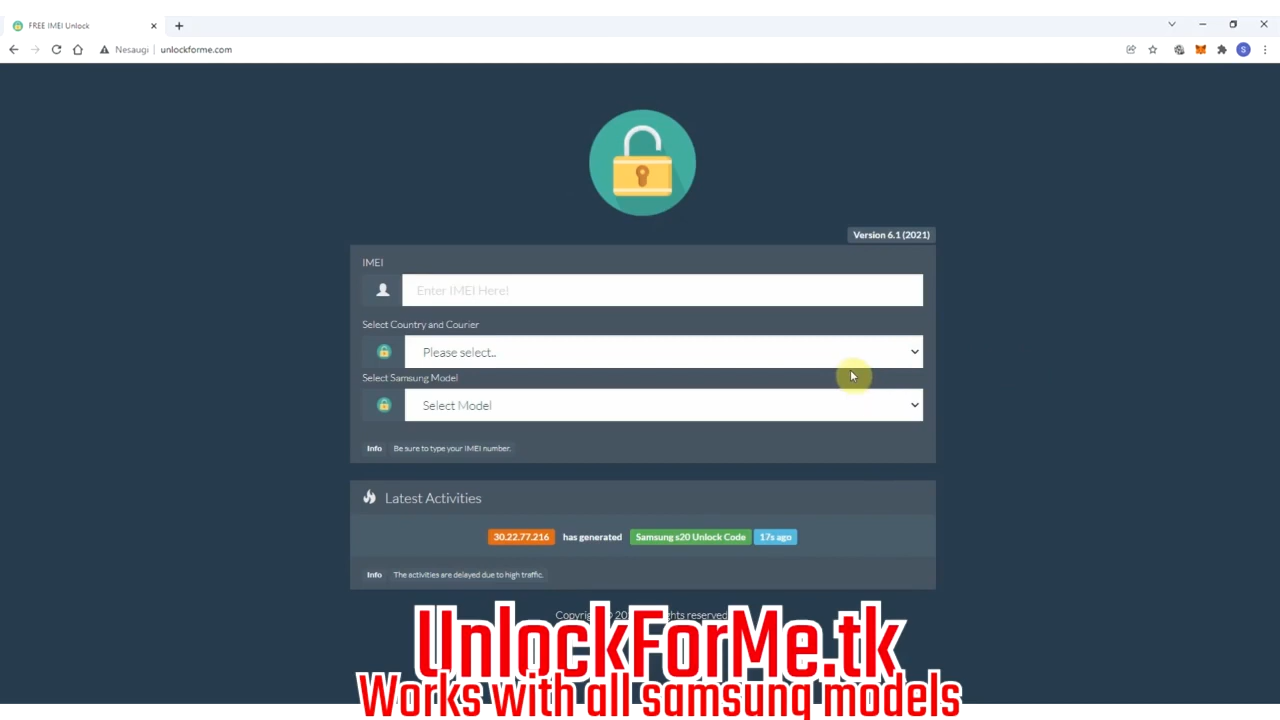 FREE IMEI Unlock
Nesaugi
unlockforme.com
S
Version 6.1 (2021)
IMEI
Enter IMEI Here!
Select Country and Courier
Please select..
Select Samsung Model
Select Model
Info Be sure to type your IMEI number.
Latest Activities
30.22.77.216 has generated Samsung s20 Unlock Code 17s ago
Info The activities are delayed due to high traffic.
reserved
UnlockForMe.tk
Works with all samsung models